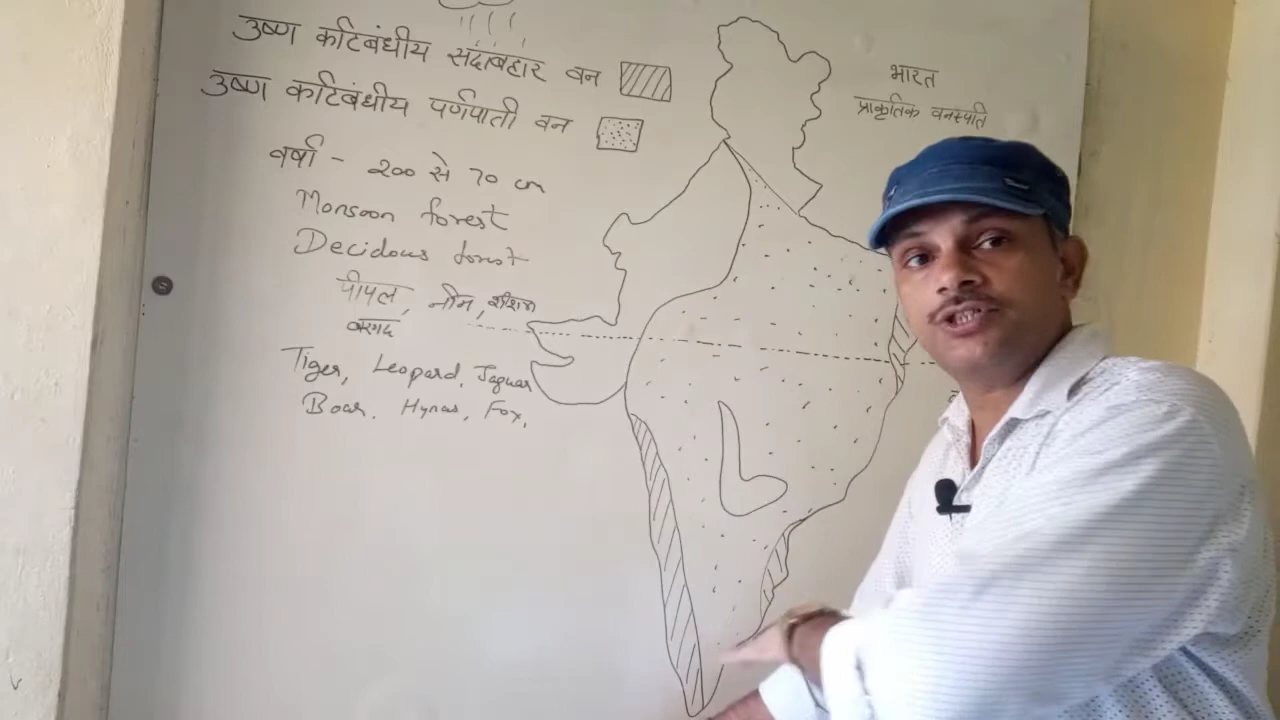 उष्ण कटिबंधीय सदाबहार वन
उष्ण कटिबंधीय पर्णपाती वन
वर्षा - २०० से 70 cm
Monsoon forest
Decidous forest
पीपल, नीम, शीशम
बरगद
Tiger, Leopard, Jaguar
Boar, Hynas, Fox,
भारत
प्राकृतिक वनस्पति